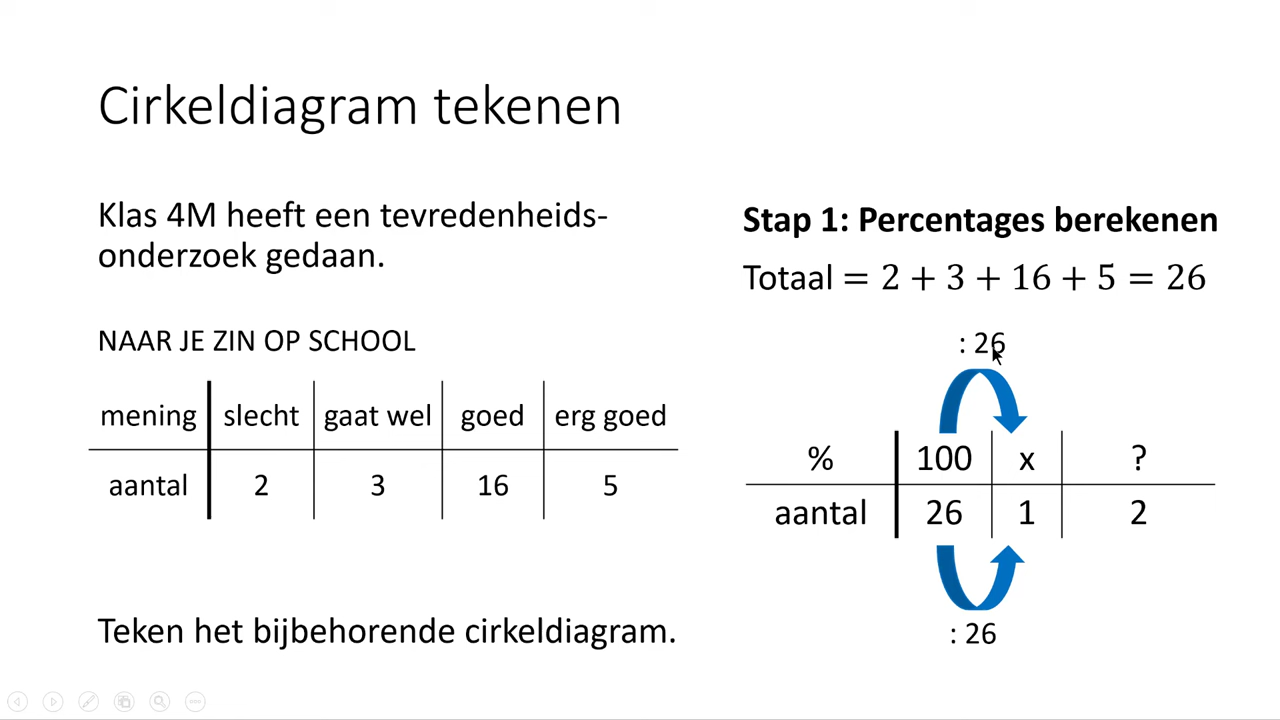 Cirkeldiagram tekenen
Klas 4M heeft een tevredenheids-
onderzoek gedaan.
NAAR JE ZIN OP SCHOOL
mening slecht gaat wel goed erg goed
aantal 2 3 16 5
Teken het bijbehorende cirkeldiagram.
Stap 1: Percentages berekenen
Totaal = 2 + 3 + 16 + 5 = 26
: 26
% 100 x ?
aantal 26 1 2
: 26